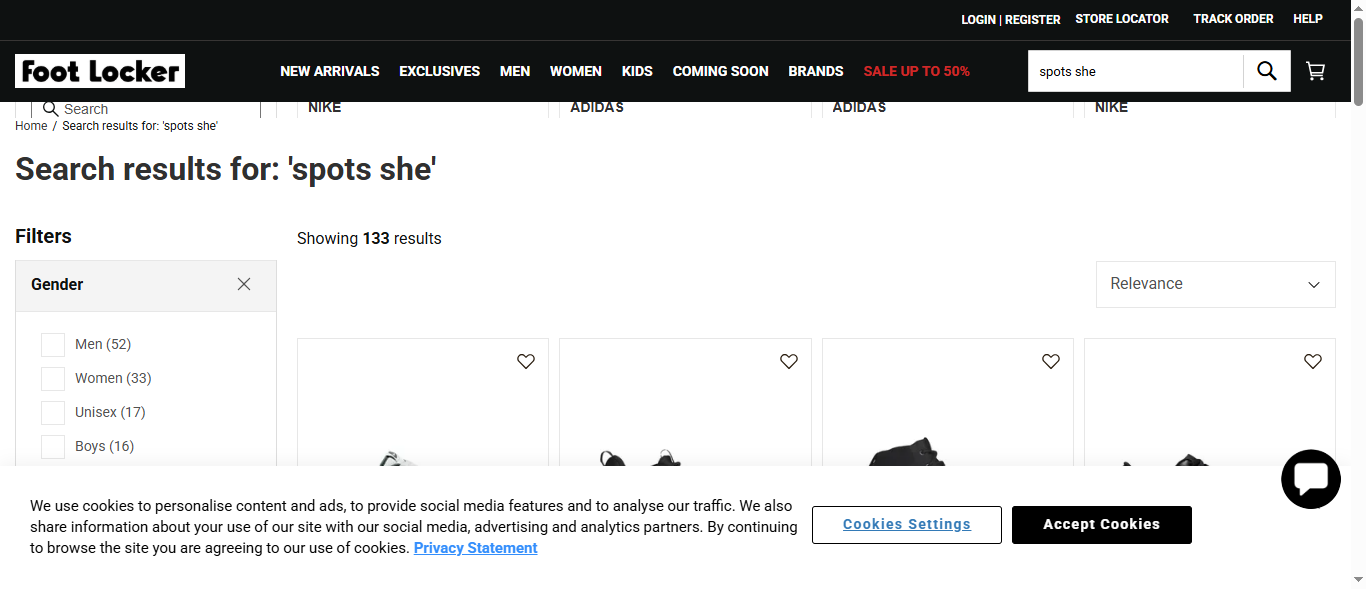 LOGIN | REGISTER STORE LOCATOR TRACK ORDER HELP
Foot Locker NEW ARRIVALS EXCLUSIVES MEN WOMEN KIDS COMING SOON BRANDS SALE UP TO 50% spots she
Search NIKE ADIDAS ADIDAS NIKE
Home / Search results for: 'spots she'
Search results for: 'spots she'
Filters
Showing 133 results
Gender
Relevance
Men (52)
Women (33)
Unisex (17)
Boys (16)
We use cookies to personalise content and ads, to provide social media features and to analyse our traffic. We also
share information about your use of our site with our social media, advertising and analytics partners. By continuing
to browse the site you are agreeing to our use of cookies. Privacy Statement
Cookies Settings
Accept Cookies